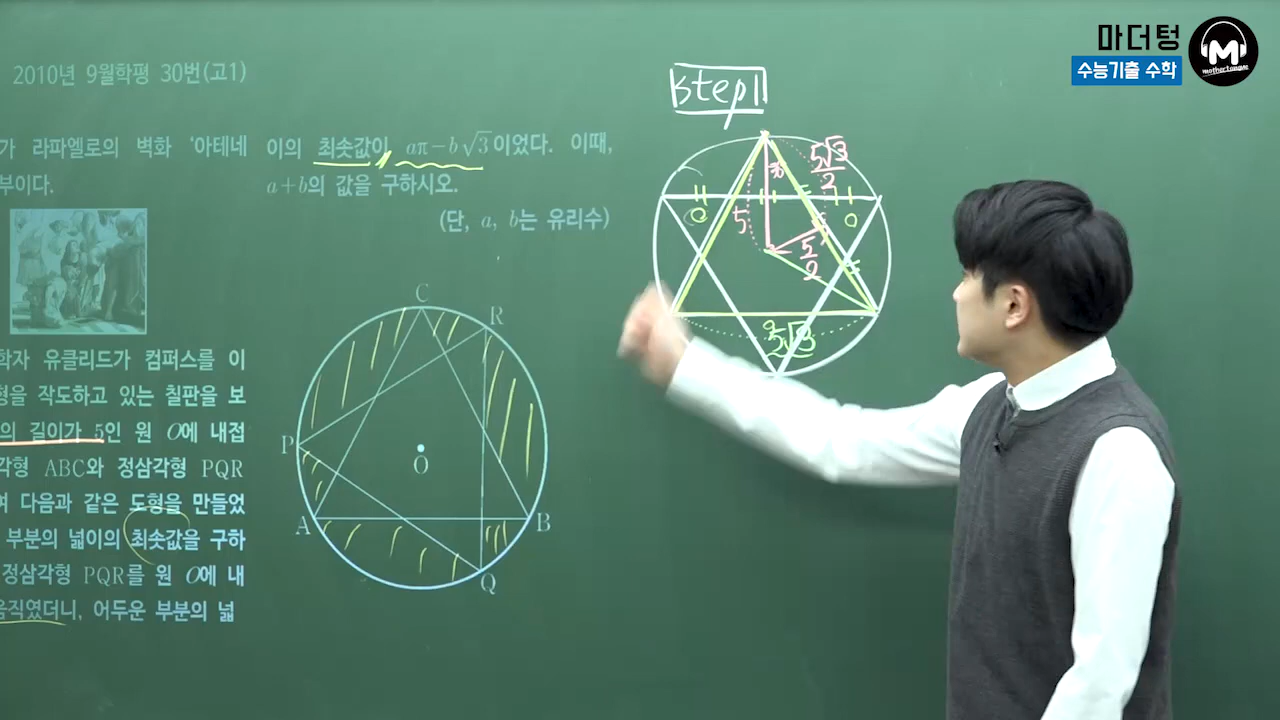 마더텅
수능기출 수학
M
mothertongue
2010년 9월학평 30번(고1)
가 라파엘로의 벽화 '아테네
부이다.
학자 유클리드가 컴퍼스를 이
형을 작도하고 있는 칠판을 보
의 길이가 5인 원 O에 내접
각형 ABC와 정삼각형 PQR
여 다음과 같은 도형을 만들었
부분의 넓이의 최솟값을 구하
정삼각형 PQR를 원 O에 내
움직였더니, 어두운 부분의 넓
이의 최솟값이 aπ-b√3이었다. 이때,
a+b의 값을 구하시오.
(단, a, b는 유리수)
C
R
P
O
A
B
Q
Step 1
5√3/2
5
5/2
5√3